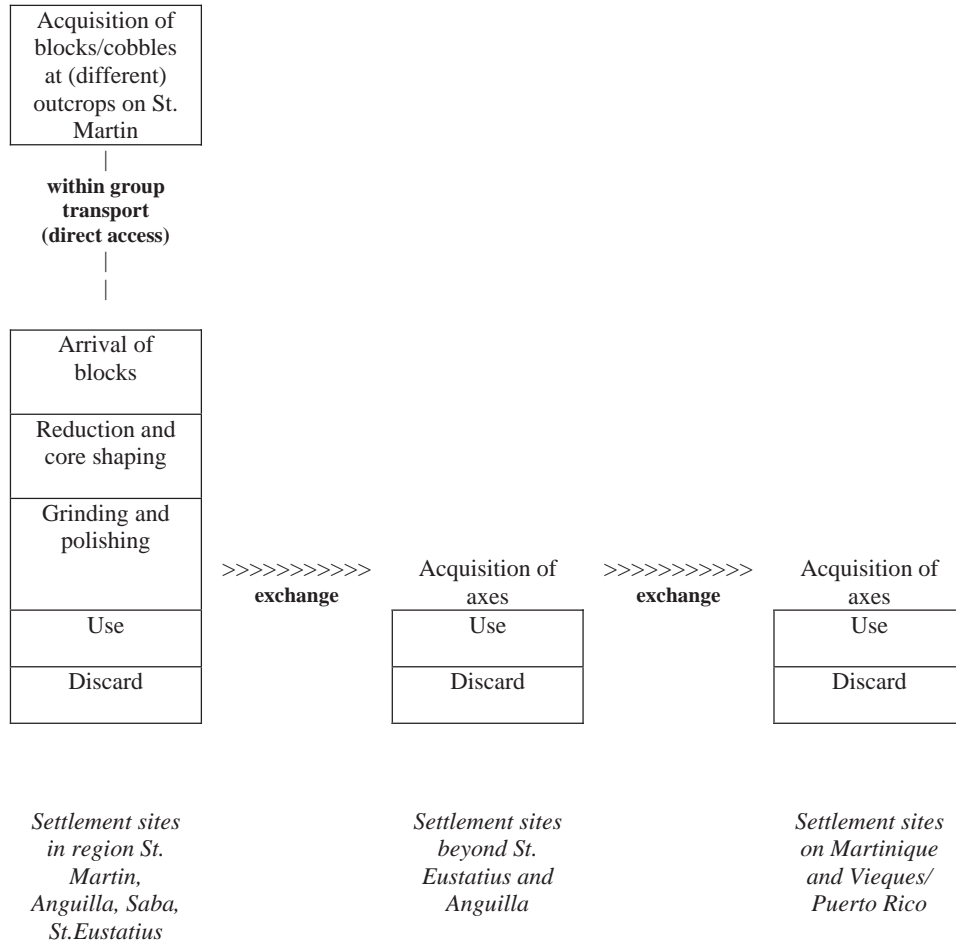 Acquisition of
blocks/cobbles
at (different)
outcrops on St.
Martin
|
within group
transport
(direct access)
|
|
Arrival of
blocks
Reduction and
core shaping
Grinding and
polishing
>>>>>>>>>>>
exchange
Acquisition of
axes
>>>>>>>>>>>
exchange
Acquisition of
axes
Use
Discard
Use
Discard
Use
Discard
Settlement sites
in region St.
Martin,
Anguilla, Saba,
St.Eustatius
Settlement sites
beyond St.
Eustatius and
Anguilla
Settlement sites
on Martinique
and Vieques/
Puerto Rico